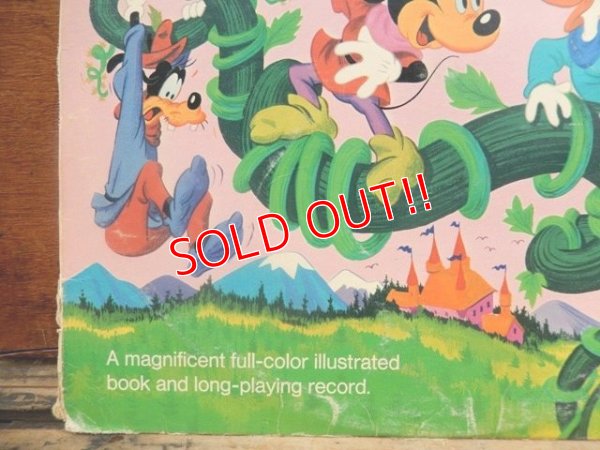 SOLD OUT!!
A magnificent full-color illustrated
book and long-playing record.